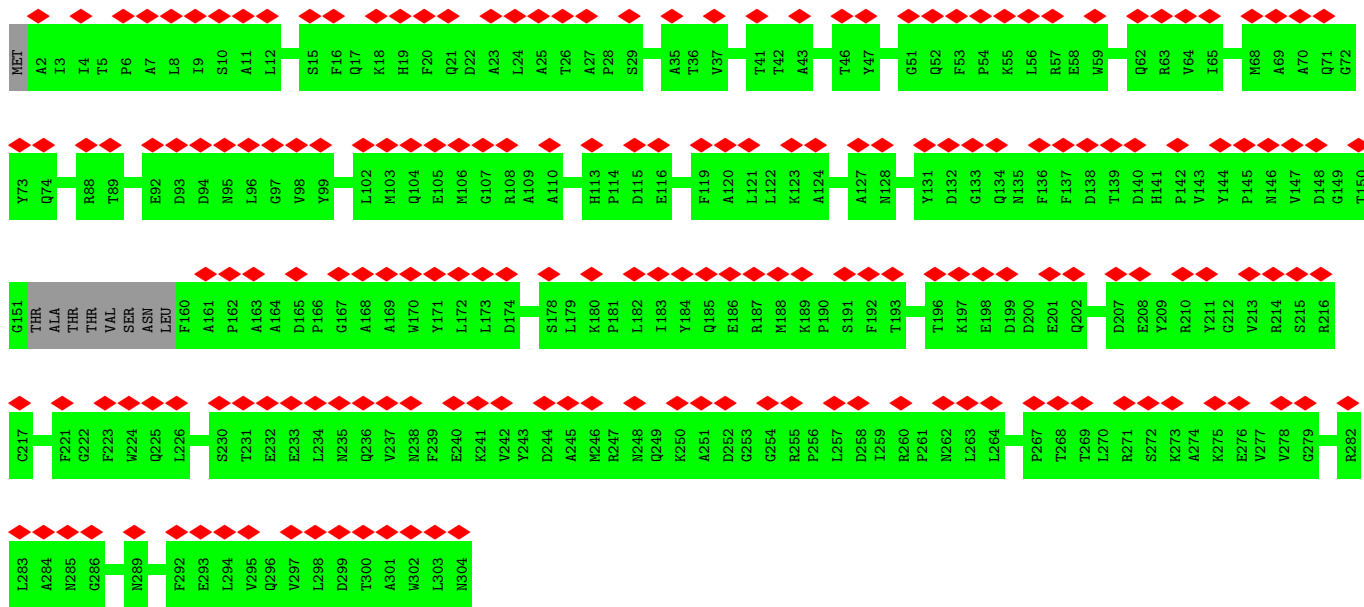 MET A2 I3 I4 T5 P6 A7 L8 I9 S10 A11 L12 S15 F16 Q17 K18 H19 F20 Q21 D22 A23 L24 A25 T26 A27 P28 S29 A35 T36 V37 T41 T42 A43 T46 Y47 G51 Q52 F53 P54 K55 L56 R57 E58 W59 Q62 R63 V64 I65 M68 A69 A70 Q71 G72
Y73 Q74 R88 T89 E92 D93 D94 N95 L96 G97 V98 Y99 L102 M103 Q104 E105 M106 G107 R108 A109 A110 H113 P114 D115 E116 F119 A120 L121 L122 K123 A124 A127 N128 Y131 D132 G133 Q134 N135 F136 F137 D138 T139 D140 H141 P142 V143 Y144 P145 N146 V147 D148 G149 T150
G151 THR ALA THR THR VAL SER ASN LEU F160 A161 P162 A163 A164 D165 P166 G167 A168 A169 W170 Y171 L172 L173 D174 S178 L179 K180 P181 L182 I183 Y184 Q185 E186 R187 M188 K189 P190 S191 F192 T193 T196 K197 E198 D199 D200 E201 Q202 D207 E208 Y209 R210 Y211 G212 V213 R214 S215 R216
C217 F221 G222 F223 W224 Q225 L226 S230 T231 E232 E233 L234 N235 Q236 V237 N238 F239 E240 K241 V242 Y243 D244 A245 M246 R247 N248 Q249 K250 A251 D252 G253 G254 R255 P256 L257 D258 I259 R260 P261 N262 L263 L264 P267 T268 T269 L270 R271 S272 K273 A274 K275 E276 V277 V278 G279 R282
L283 A284 N285 G286 N289 F292 E293 L294 V295 Q296 V297 L298 D299 T300 A301 W302 L303 N304